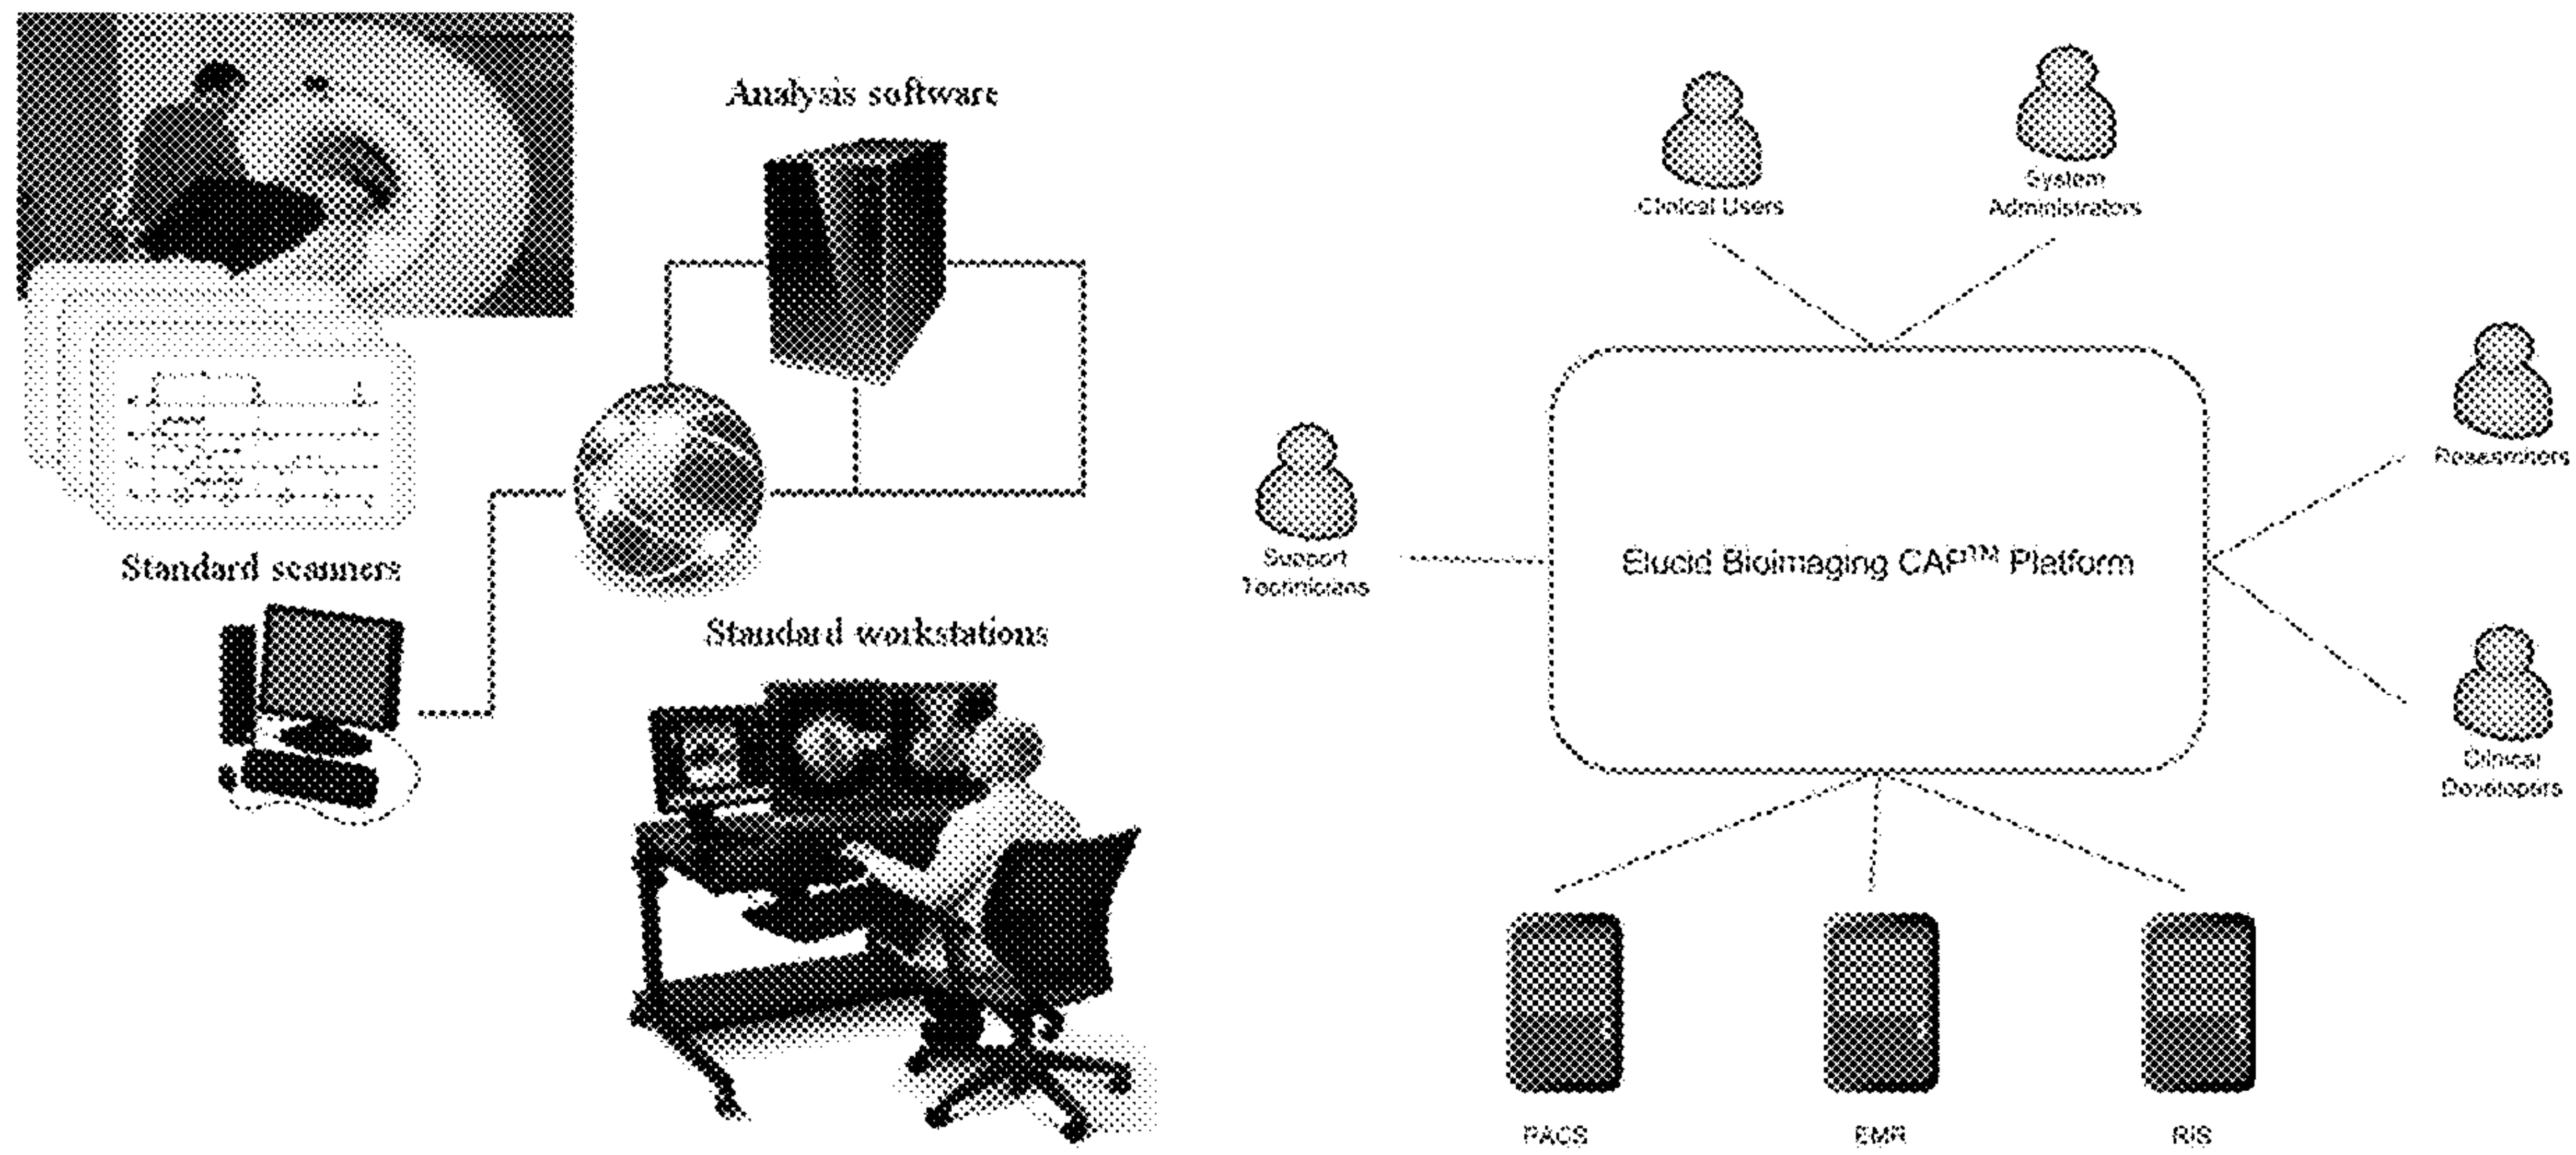 Analysis software
Standard scanners
Standard workstations
Clinical Users
System
Administrators
Researchers
Support
Technicians
Elucid Bioimaging CAP™ Platform
Clinical
Developers
PACS
EMR
RIS